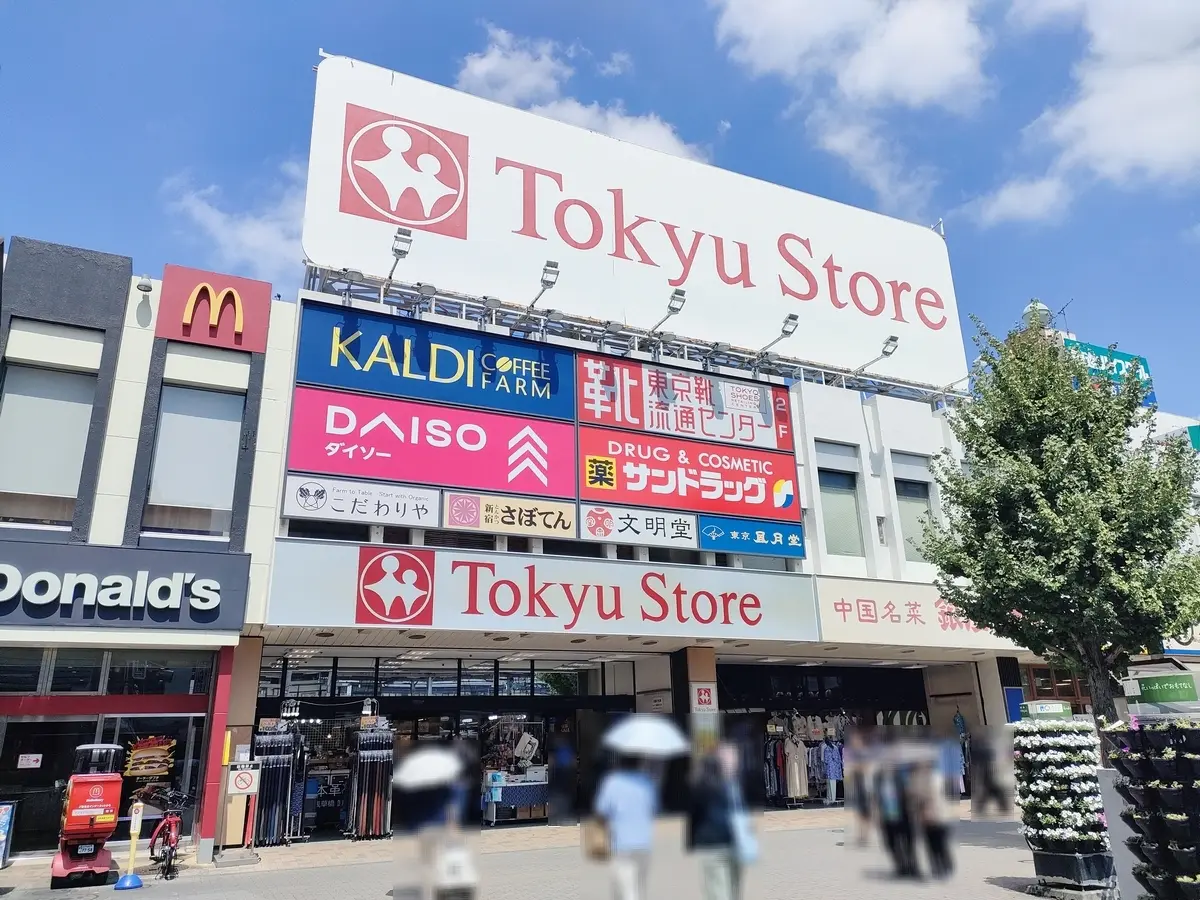 Tokyu Store
KALDI COFFEE FARM
靴 東京靴流通センター
TOKYO SHOES
2F
DAISO
ダイソー
DRUG & COSMETIC
薬 サンドラッグ
Farm to Table Start with Organic
こだわりや
新宿 さぼてん
文明堂
東京 風月堂
Tokyu Store
中国名菜
Donald's